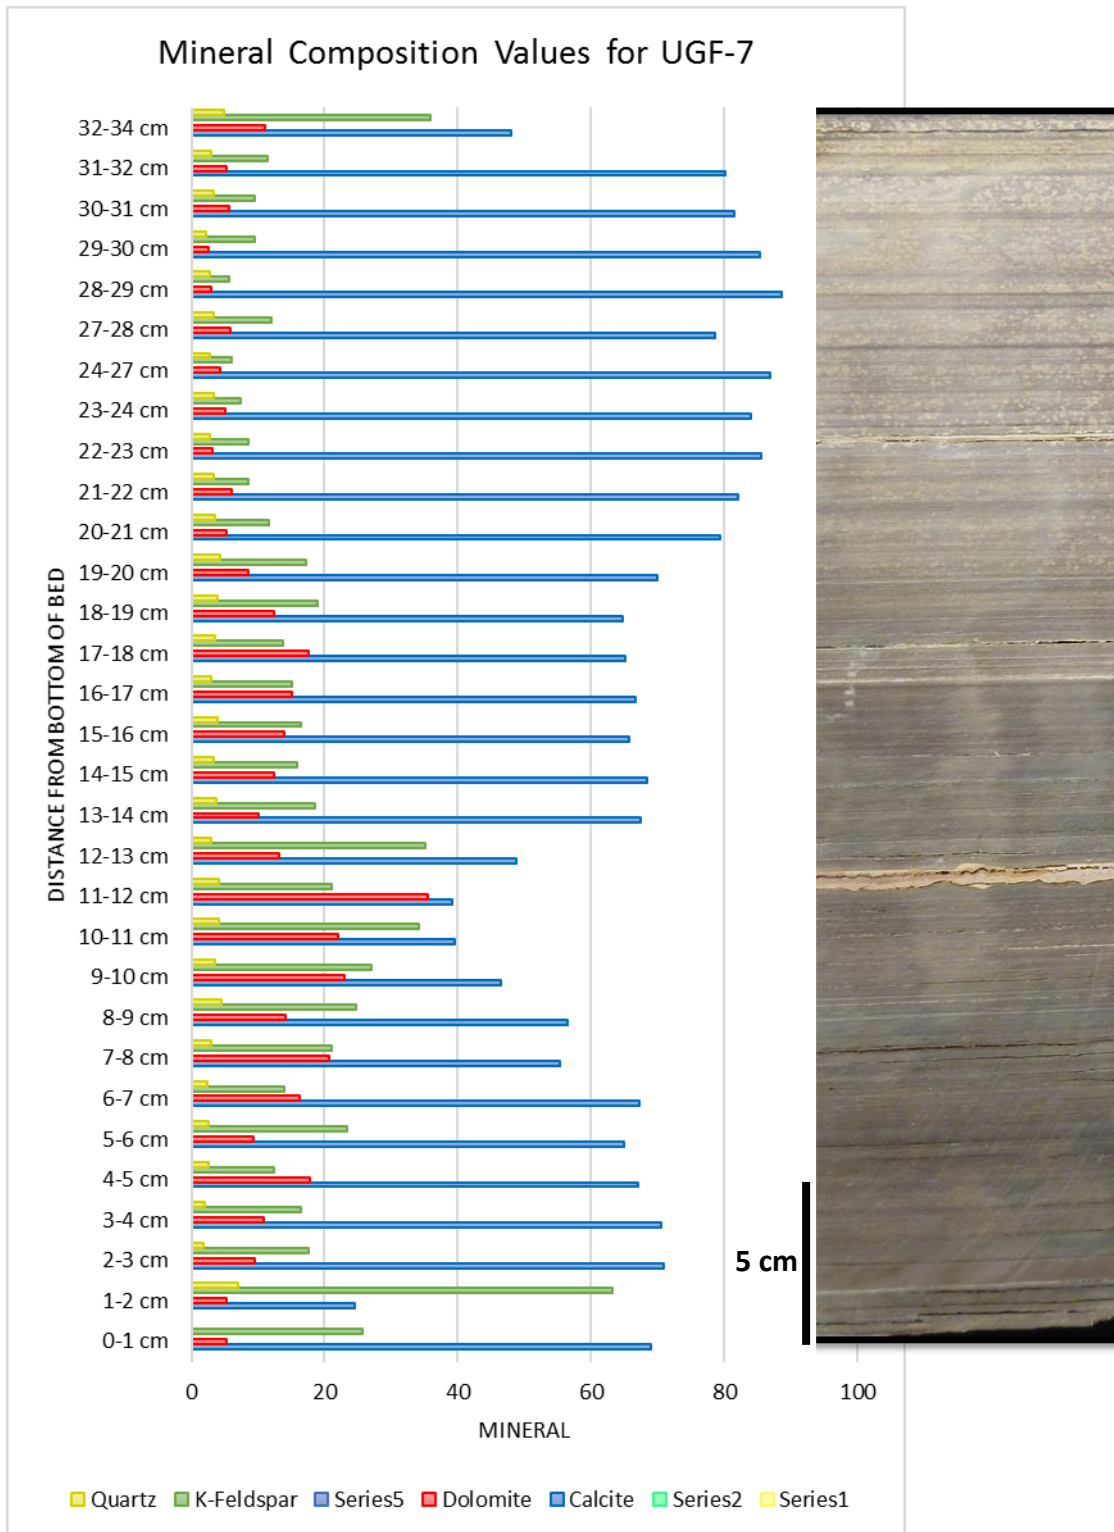 Mineral Composition Values for UGF-7
32-34 cm
31-32 cm
30-31 cm
29-30 cm
28-29 cm
27-28 cm
24-27 cm
23-24 cm
22-23 cm
21-22 cm
20-21 cm
19-20 cm
18-19 cm
17-18 cm
16-17 cm
15-16 cm
14-15 cm
13-14 cm
12-13 cm
11-12 cm
10-11 cm
9-10 cm
8-9 cm
7-8 cm
6-7 cm
5-6 cm
4-5 cm
3-4 cm
2-3 cm
1-2 cm
0-1 cm
DISTANCE FROM BOTTOM OF BED
5 cm
0 20 40 60 80 100
MINERAL
Quartz K-Feldspar Series5 Dolomite Calcite Series2 Series1